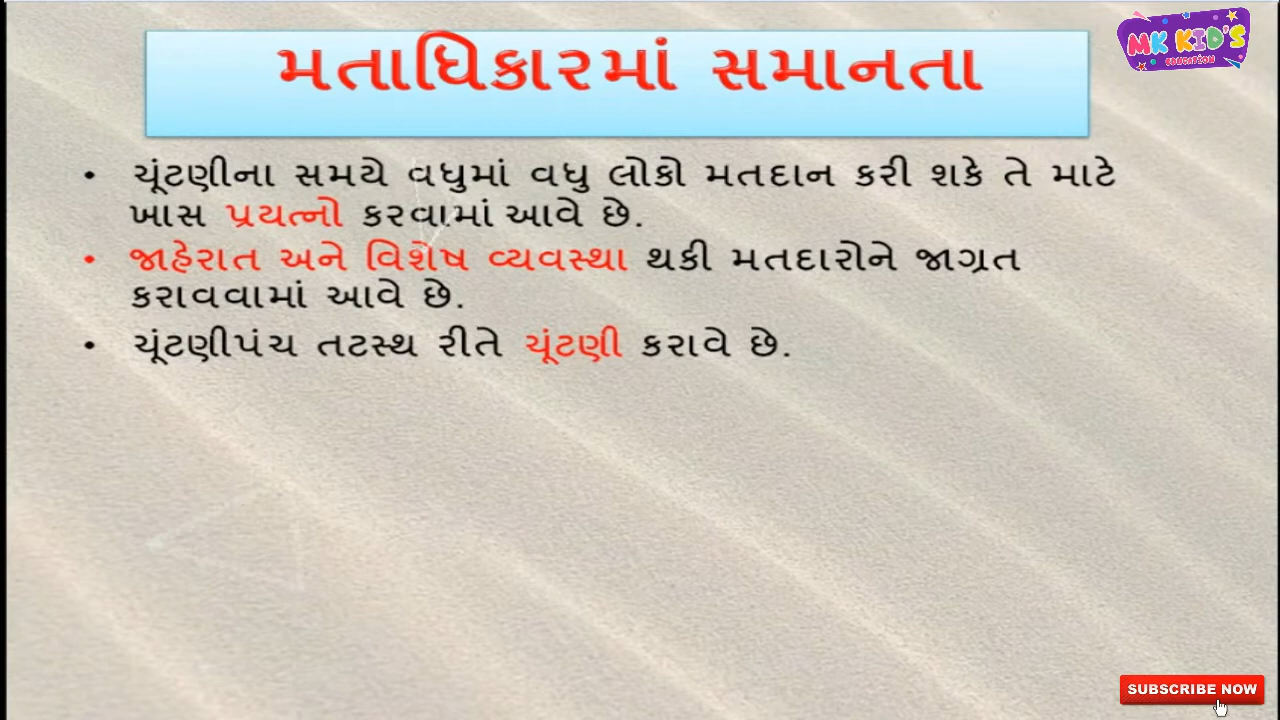 મતાધિકારમાં સમાનતા
MK KID'S
EDUCATION
• ચૂંટણીના સમયે વધુમાં વધુ લોકો મતદાન કરી શકે તે માટે
ખાસ પ્રયત્નો કરવામાં આવે છે.
• જાહેરાત અને વિશેષ વ્યવસ્થા થકી મતદારોને જાગ્રત
કરાવવામાં આવે છે.
• ચૂંટણીપંચ તટસ્થ રીતે ચૂંટણી કરાવે છે.
SUBSCRIBE NOW